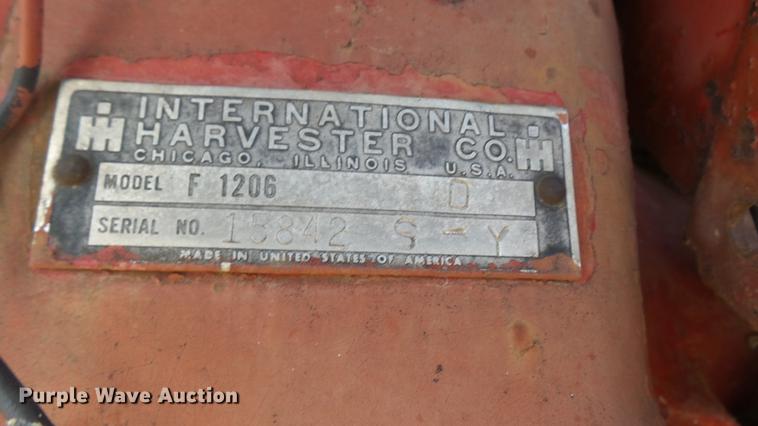 INTERNATIONAL
HARVESTER CO.
CHICAGO, ILLINOIS U.S.A.
MODEL F 1206 D
SERIAL NO. 15842 S-Y
MADE IN UNITED STATES OF AMERICA
Purple Wave Auction